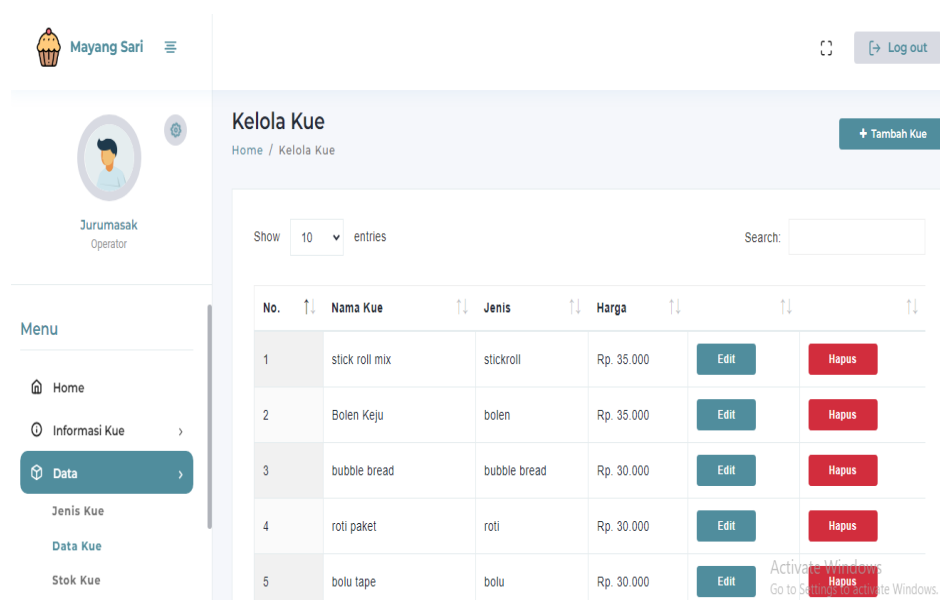 Mayang Sari
Log out
Jurumasak
Operator
Menu
Home
Informasi Kue
Data
Jenis Kue
Data Kue
Stok Kue
Kelola Kue
Home / Kelola Kue
+ Tambah Kue
Show 10 entries
Search:
No. Nama Kue Jenis Harga
1 stick roll mix stickroll Rp. 35.000 Edit Hapus
2 Bolen Keju bolen Rp. 35.000 Edit Hapus
3 bubble bread bubble bread Rp. 30.000 Edit Hapus
4 roti paket roti Rp. 30.000 Edit Hapus
5 bolu tape bolu Rp. 30.000 Edit Hapus
Activate Windows
Go to Settings to activate Windows.